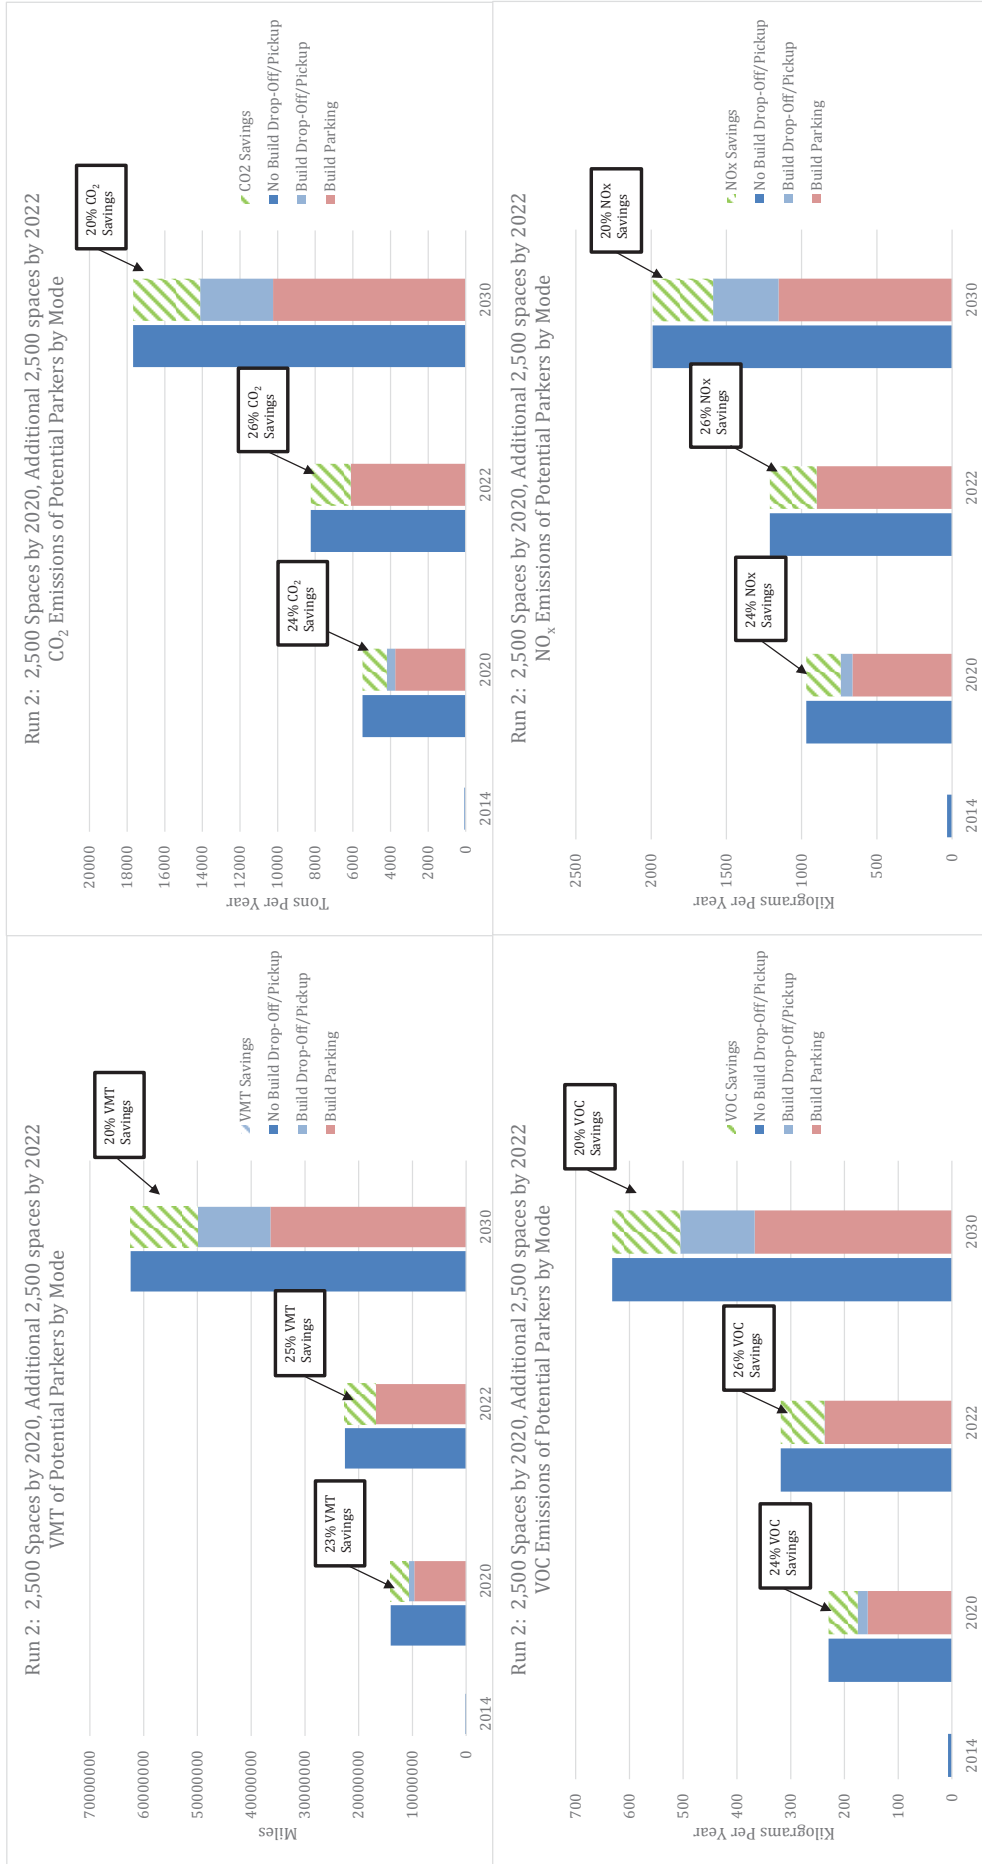 Run 2: 2,500 Spaces by 2020, Additional 2,500 spaces by 2022
VMT of Potential Parkers by Mode
Miles
70000000
60000000
50000000
40000000
30000000
20000000
10000000
0
2014
2020
2022
2030
23% VMT
Savings
25% VMT
Savings
20% VMT
Savings
VMT Savings
No Build Drop-Off/Pickup
Build Drop-Off/Pickup
Build Parking
Run 2: 2,500 Spaces by 2020, Additional 2,500 spaces by 2022
CO₂ Emissions of Potential Parkers by Mode
Tons Per Year
20000
18000
16000
14000
12000
10000
8000
6000
4000
2000
0
2014
2020
2022
2030
24% CO₂
Savings
26% CO₂
Savings
20% CO₂
Savings
CO2 Savings
No Build Drop-Off/Pickup
Build Drop-Off/Pickup
Build Parking
Run 2: 2,500 Spaces by 2020, Additional 2,500 spaces by 2022
VOC Emissions of Potential Parkers by Mode
Kilograms Per Year
700
600
500
400
300
200
100
0
2014
2020
2022
2030
24% VOC
Savings
26% VOC
Savings
20% VOC
Savings
VOC Savings
No Build Drop-Off/Pickup
Build Drop-Off/Pickup
Build Parking
Run 2: 2,500 Spaces by 2020, Additional 2,500 spaces by 2022
NOₓ Emissions of Potential Parkers by Mode
Kilograms Per Year
2500
2000
1500
1000
500
0
2014
2020
2022
2030
24% NOx
Savings
26% NOx
Savings
20% NOx
Savings
NOx Savings
No Build Drop-Off/Pickup
Build Drop-Off/Pickup
Build Parking